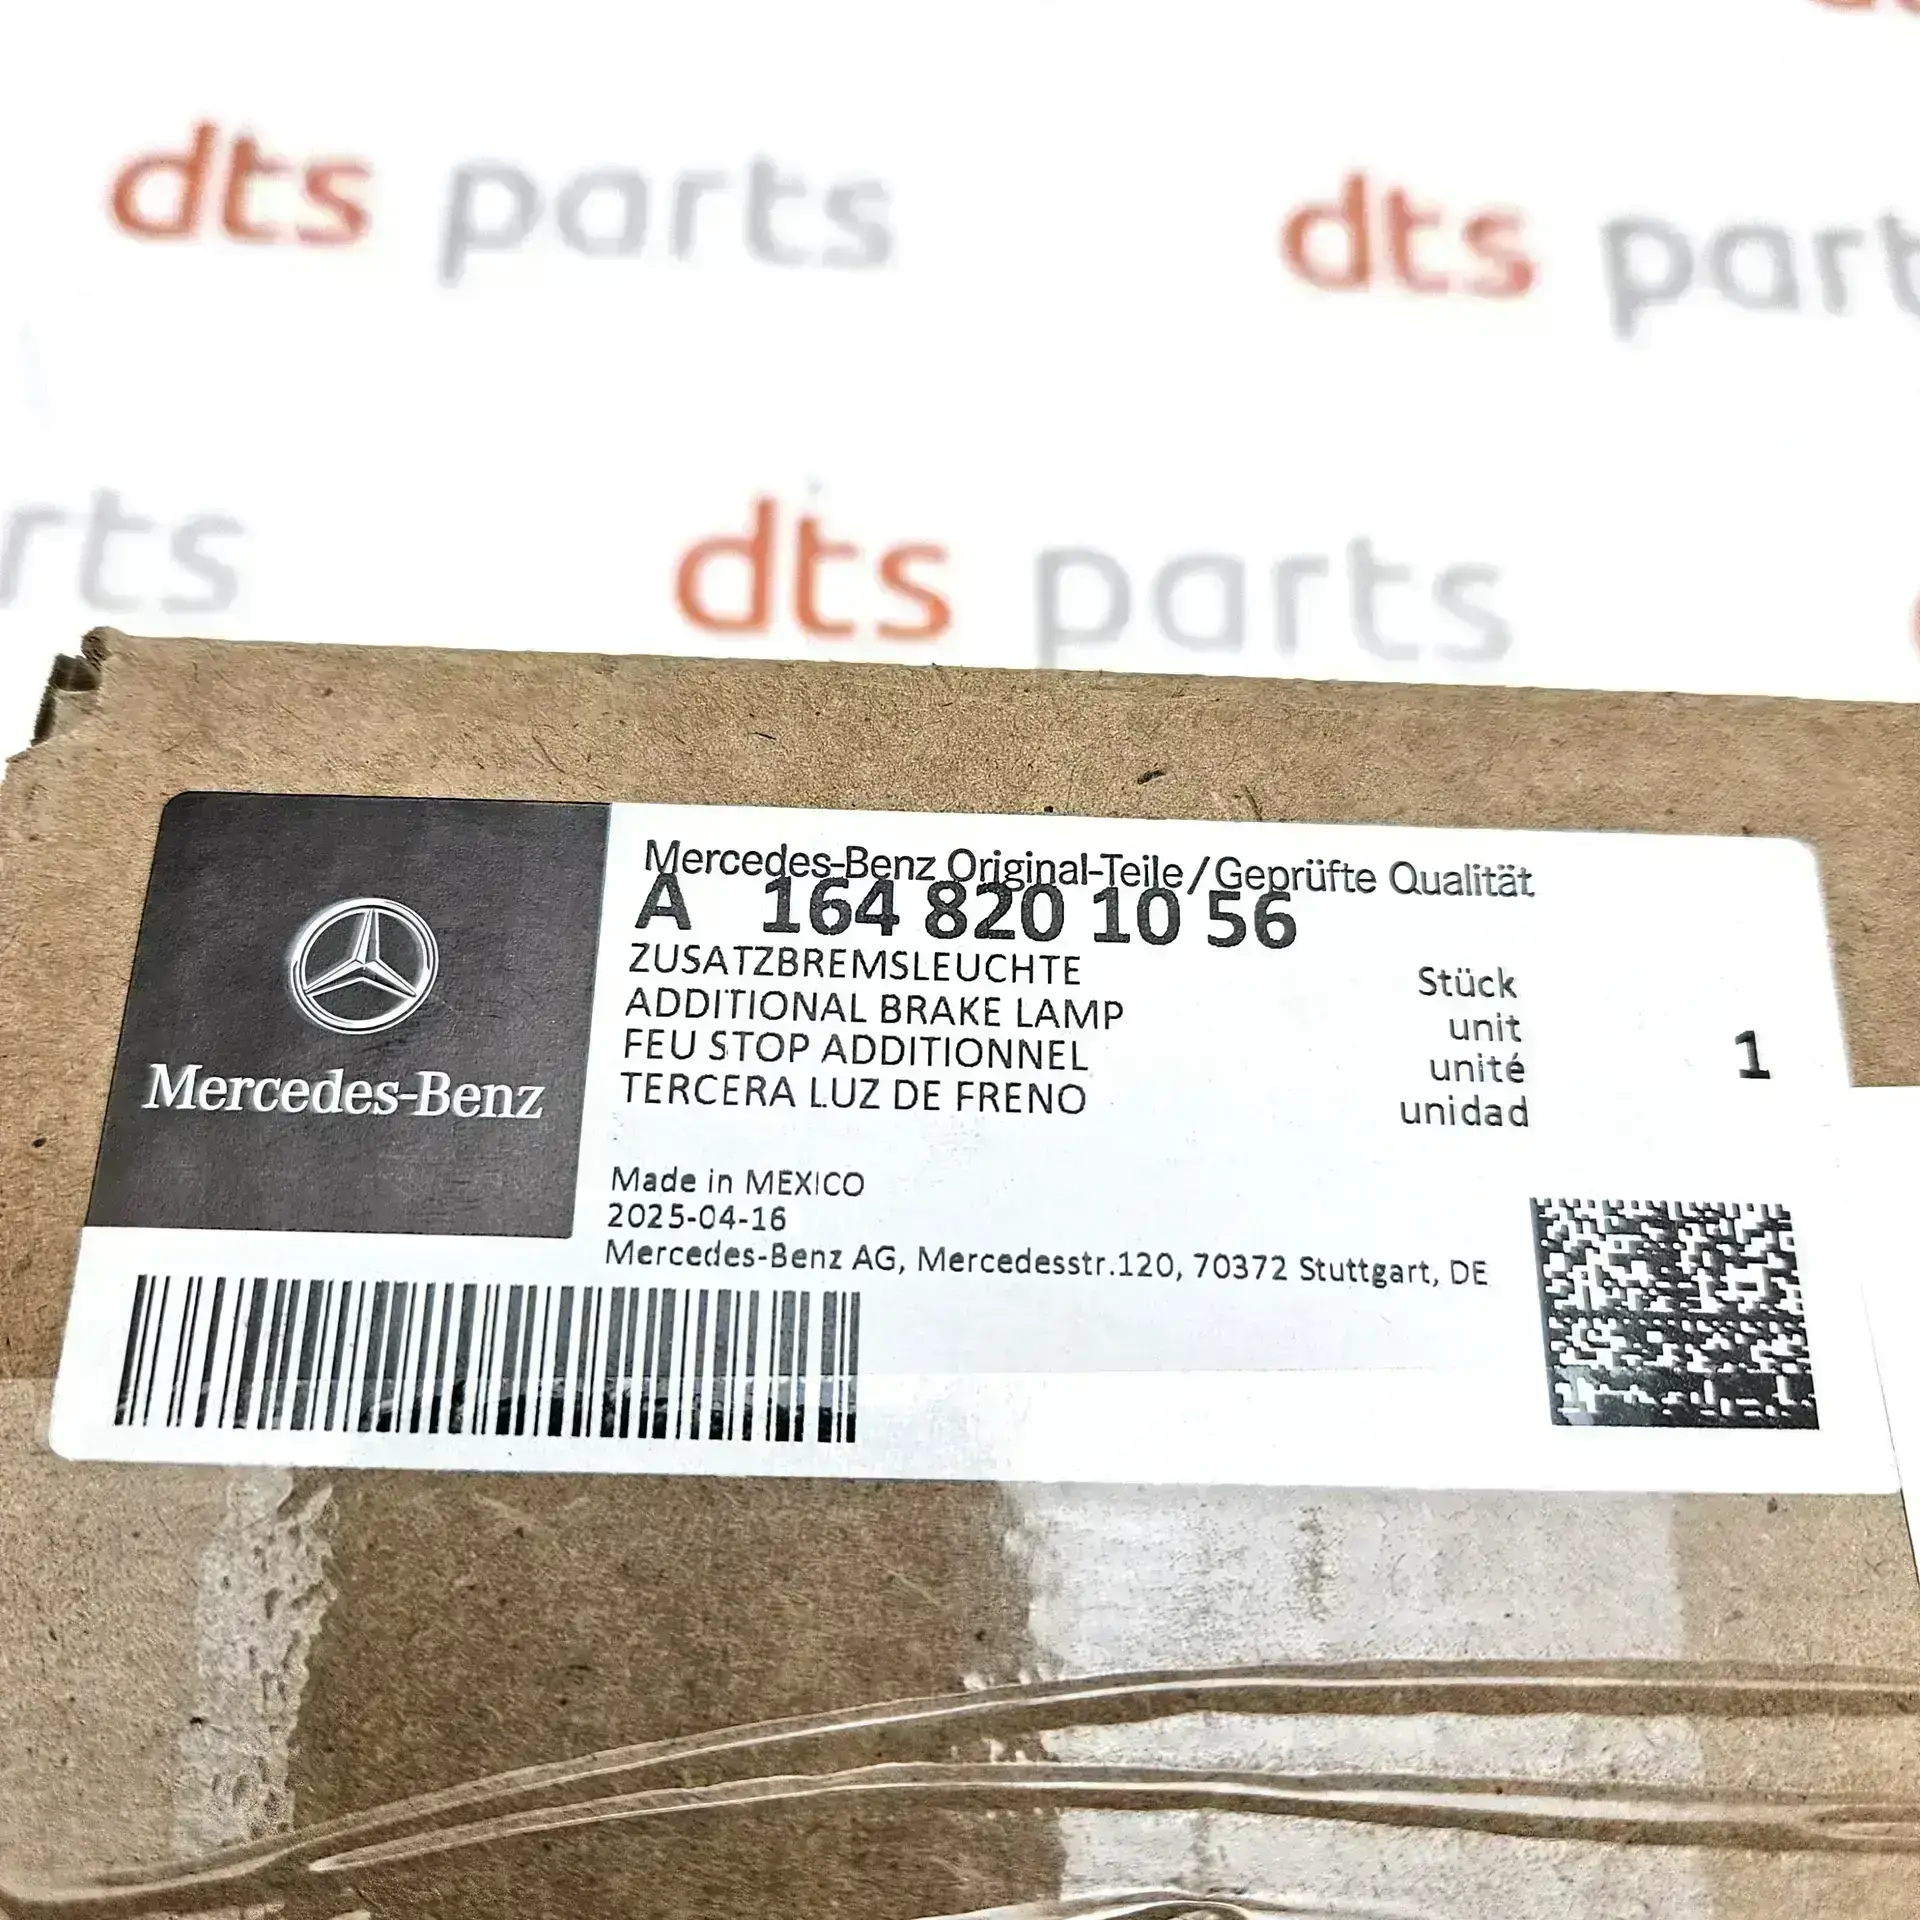 dts parts
dts part
rts
dts parts
Mercedes-Benz
Mercedes-Benz Original-Teile/Geprüfte Qualität
A 164 820 10 56
ZUSATZBREMSLEUCHTE
ADDITIONAL BRAKE LAMP
FEU STOP ADDITIONNEL
TERCERA LUZ DE FRENO
Stück
unit
unité
unidad
1
Made in MEXICO
2025-04-16
Mercedes-Benz AG, Mercedesstr.120, 70372 Stuttgart, DE